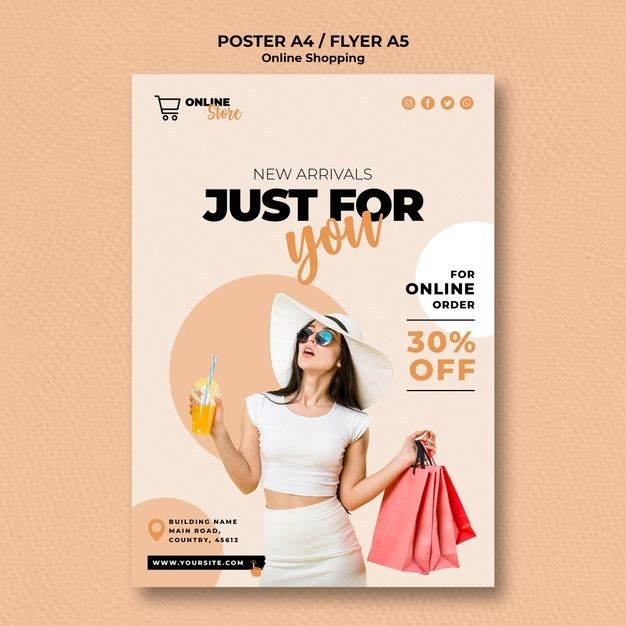 POSTER A4 / FLYER A5
Online Shopping
ONLINE
Store
NEW ARRIVALS
JUST FOR
you
FOR
ONLINE
ORDER
30%
OFF
BUILDING NAME
MAIN ROAD,
COUNTRY, 45612
WWW.YOURSITE.COM